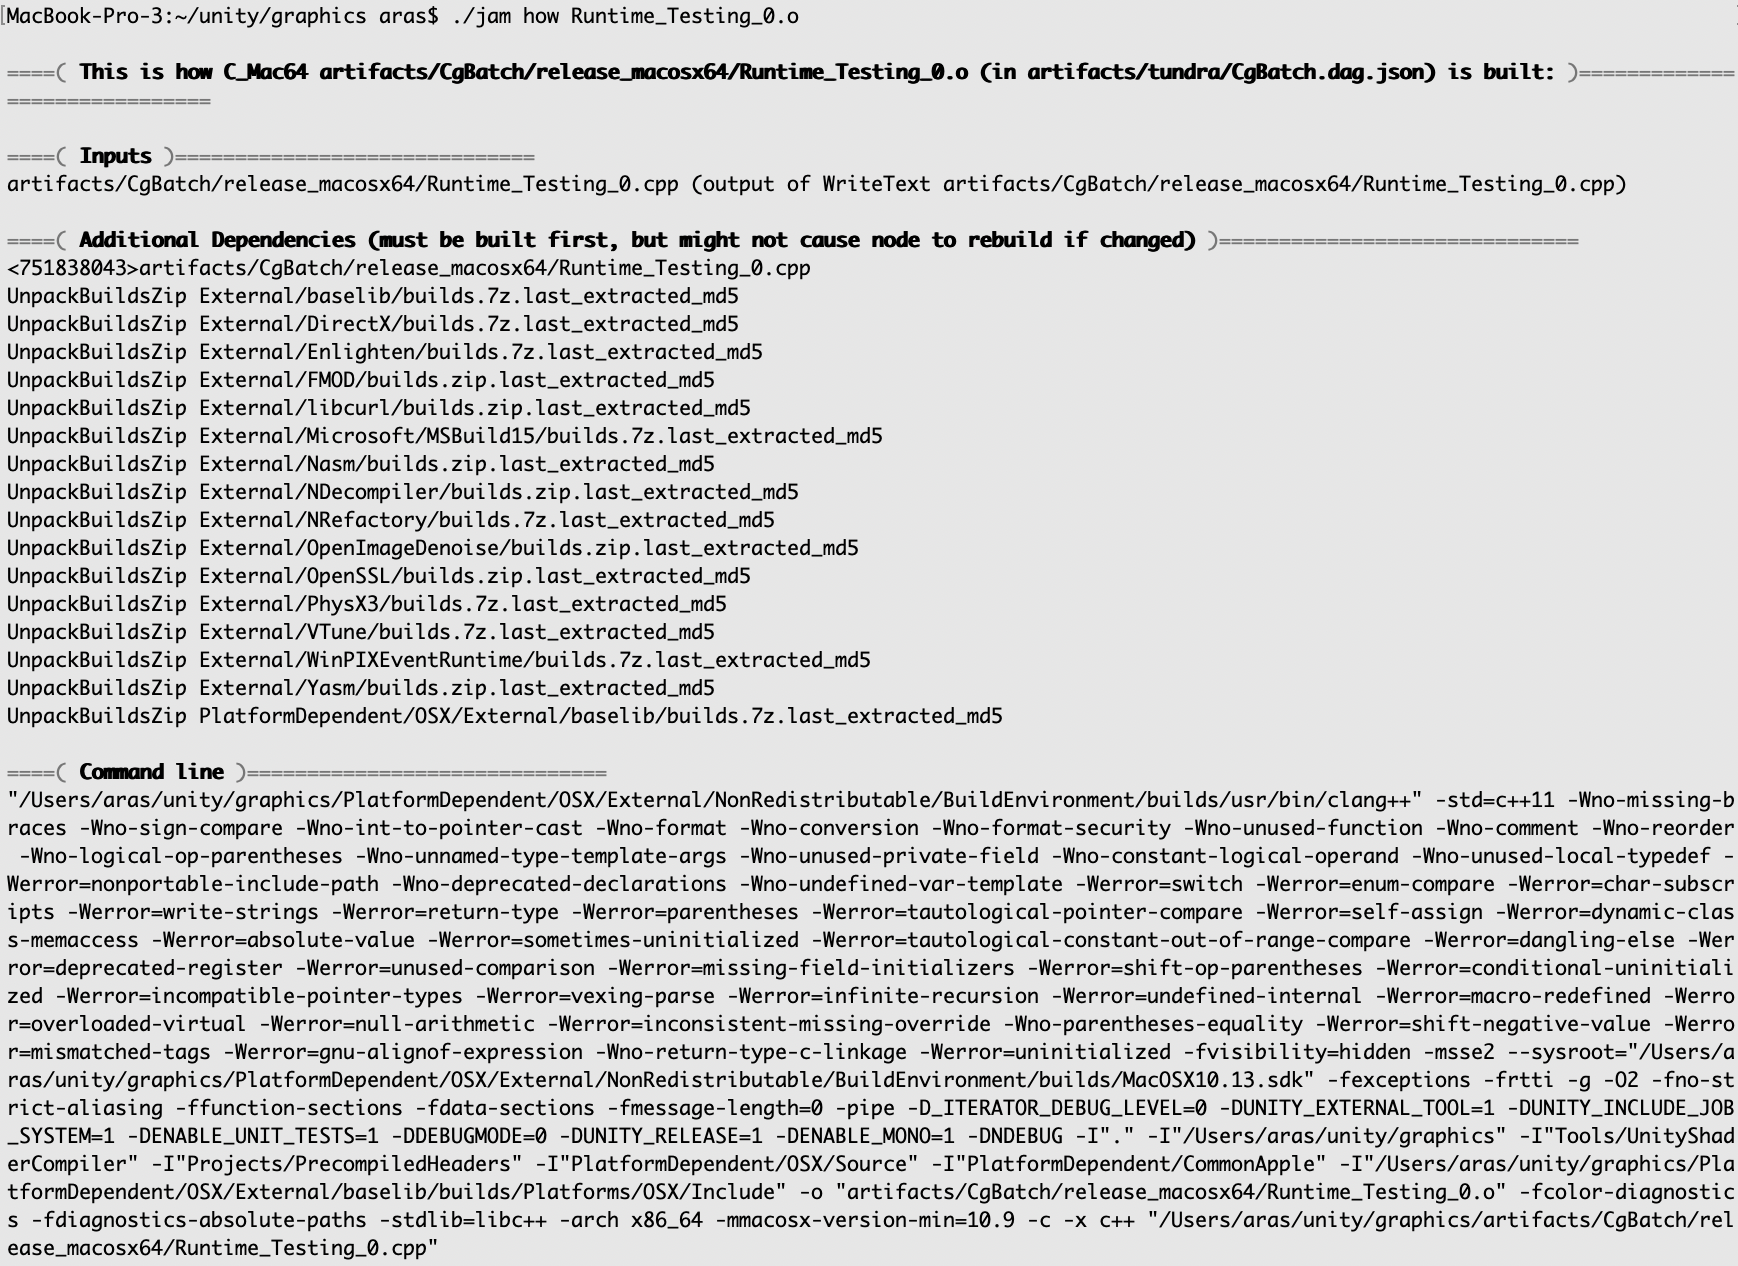 [MacBook-Pro-3:~/unity/graphics aras$ ./jam how Runtime_Testing_0.o ]
====( This is how C_Mac64 artifacts/CgBatch/release_macosx64/Runtime_Testing_0.o (in artifacts/tundra/CgBatch.dag.json) is built: )=============
=================
====( Inputs )==============================
artifacts/CgBatch/release_macosx64/Runtime_Testing_0.cpp (output of WriteText artifacts/CgBatch/release_macosx64/Runtime_Testing_0.cpp)
====( Additional Dependencies (must be built first, but might not cause node to rebuild if changed) )==============================
<751838043>artifacts/CgBatch/release_macosx64/Runtime_Testing_0.cpp
UnpackBuildsZip External/baselib/builds.7z.last_extracted_md5
UnpackBuildsZip External/DirectX/builds.7z.last_extracted_md5
UnpackBuildsZip External/Enlighten/builds.7z.last_extracted_md5
UnpackBuildsZip External/FMOD/builds.zip.last_extracted_md5
UnpackBuildsZip External/libcurl/builds.zip.last_extracted_md5
UnpackBuildsZip External/Microsoft/MSBuild15/builds.7z.last_extracted_md5
UnpackBuildsZip External/Nasm/builds.zip.last_extracted_md5
UnpackBuildsZip External/NDecompiler/builds.zip.last_extracted_md5
UnpackBuildsZip External/NRefactory/builds.7z.last_extracted_md5
UnpackBuildsZip External/OpenImageDenoise/builds.zip.last_extracted_md5
UnpackBuildsZip External/OpenSSL/builds.zip.last_extracted_md5
UnpackBuildsZip External/PhysX3/builds.7z.last_extracted_md5
UnpackBuildsZip External/VTune/builds.7z.last_extracted_md5
UnpackBuildsZip External/WinPIXEventRuntime/builds.7z.last_extracted_md5
UnpackBuildsZip External/Yasm/builds.zip.last_extracted_md5
UnpackBuildsZip PlatformDependent/OSX/External/baselib/builds.7z.last_extracted_md5
====( Command line )==============================
"/Users/aras/unity/graphics/PlatformDependent/OSX/External/NonRedistributable/BuildEnvironment/builds/usr/bin/clang++" -std=c++11 -Wno-missing-b
races -Wno-sign-compare -Wno-int-to-pointer-cast -Wno-format -Wno-conversion -Wno-format-security -Wno-unused-function -Wno-comment -Wno-reorder
 -Wno-logical-op-parentheses -Wno-unnamed-type-template-args -Wno-unused-private-field -Wno-constant-logical-operand -Wno-unused-local-typedef -
Werror=nonportable-include-path -Wno-deprecated-declarations -Wno-undefined-var-template -Werror=switch -Werror=enum-compare -Werror=char-subscr
ipts -Werror=write-strings -Werror=return-type -Werror=parentheses -Werror=tautological-pointer-compare -Werror=self-assign -Werror=dynamic-clas
s-memaccess -Werror=absolute-value -Werror=sometimes-uninitialized -Werror=tautological-constant-out-of-range-compare -Werror=dangling-else -Wer
ror=deprecated-register -Werror=unused-comparison -Werror=missing-field-initializers -Werror=shift-op-parentheses -Werror=conditional-uninitiali
zed -Werror=incompatible-pointer-types -Werror=vexing-parse -Werror=infinite-recursion -Werror=undefined-internal -Werror=macro-redefined -Werro
r=overloaded-virtual -Werror=null-arithmetic -Werror=inconsistent-missing-override -Wno-parentheses-equality -Werror=shift-negative-value -Werro
r=mismatched-tags -Werror=gnu-alignof-expression -Wno-return-type-c-linkage -Werror=uninitialized -fvisibility=hidden -msse2 --sysroot="/Users/a
ras/unity/graphics/PlatformDependent/OSX/External/NonRedistributable/BuildEnvironment/builds/MacOSX10.13.sdk" -fexceptions -frtti -g -O2 -fno-st
rict-aliasing -ffunction-sections -fdata-sections -fmessage-length=0 -pipe -D_ITERATOR_DEBUG_LEVEL=0 -DUNITY_EXTERNAL_TOOL=1 -DUNITY_INCLUDE_JOB
_SYSTEM=1 -DENABLE_UNIT_TESTS=1 -DDEBUGMODE=0 -DUNITY_RELEASE=1 -DENABLE_MONO=1 -DNDEBUG -I"." -I"/Users/aras/unity/graphics" -I"Tools/UnityShad
erCompiler" -I"Projects/PrecompiledHeaders" -I"PlatformDependent/OSX/Source" -I"PlatformDependent/CommonApple" -I"/Users/aras/unity/graphics/Pla
tformDependent/OSX/External/baselib/builds/Platforms/OSX/Include" -o "artifacts/CgBatch/release_macosx64/Runtime_Testing_0.o" -fcolor-diagnostic
s -fdiagnostics-absolute-paths -stdlib=libc++ -arch x86_64 -mmacosx-version-min=10.9 -c -x c++ "/Users/aras/unity/graphics/artifacts/CgBatch/rel
ease_macosx64/Runtime_Testing_0.cpp"